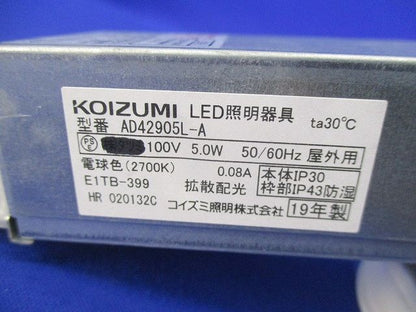 KOIZUMI LED照明器具 ta30℃
型番 AD42905L-A
PS E 100V 5.0W 50/60Hz 屋外用
電球色(2700K) 0.08A 本体IP30
E1TB-399 拡散配光 枠部IP43防湿
HR 020132C コイズミ照明株式会社 19年製